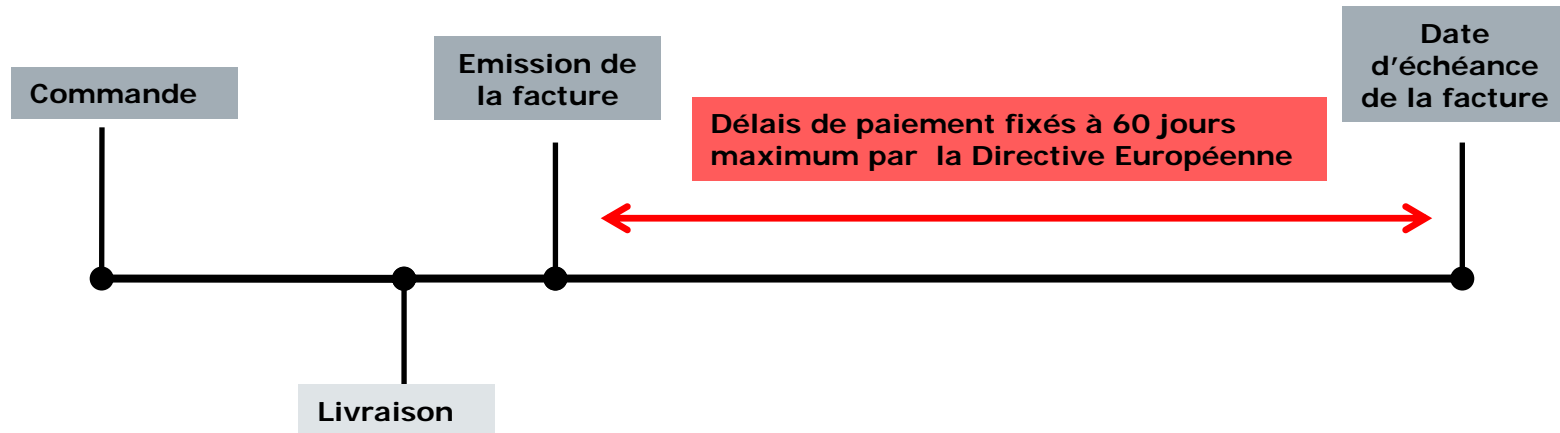 Commande
Emission de
la facture
Délais de paiement fixés à 60 jours
maximum par la Directive Européenne
Date
d'échéance
de la facture
Livraison